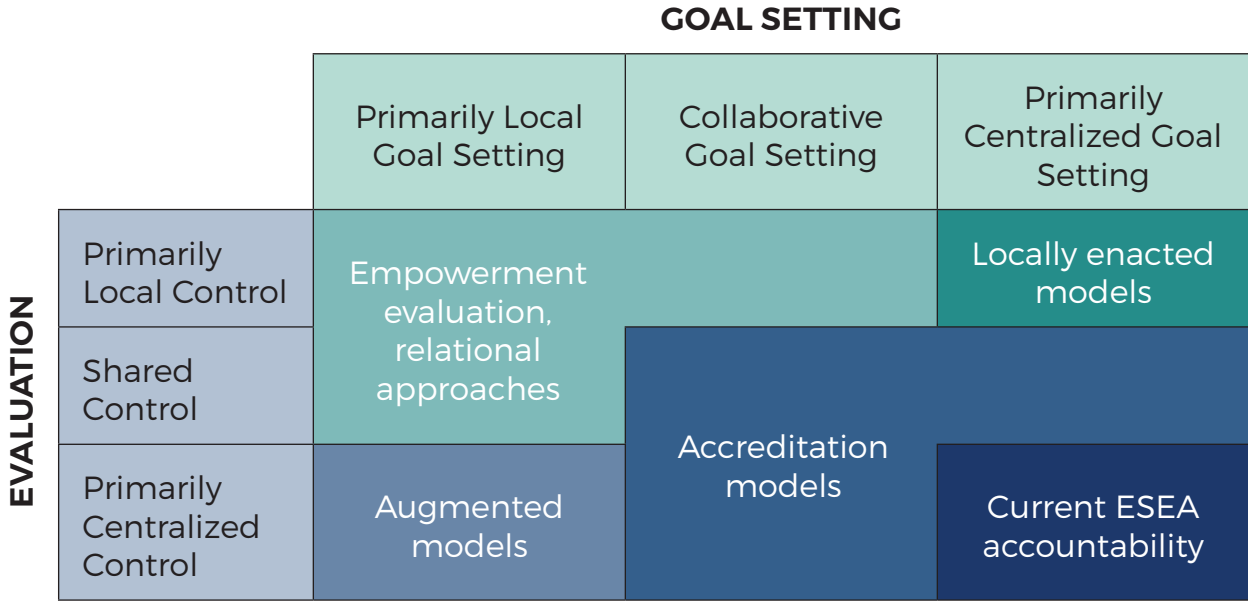 GOAL SETTING
Primarily Local
Goal Setting
Collaborative
Goal Setting
Primarily
Centralized Goal
Setting
EVALUATION
Primarily
Local Control
Empowerment
evaluation,
relational
approaches
Locally enacted
models
Shared
Control
Primarily
Centralized
Control
Augmented
models
Accreditation
models
Current ESEA
accountability